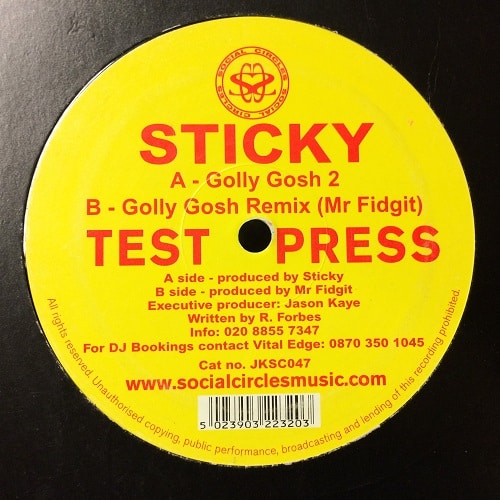 SOCIAL CIRCLES SOCIAL CIRCLES
STICKY
A - Golly Gosh 2
B - Golly Gosh Remix (Mr Fidgit)
TEST PRESS
A side - produced by Sticky
B side - produced by Mr Fidgit
Executive producer: Jason Kaye
Written by R. Forbes
Info: 020 8855 7347
For DJ Bookings contact Vital Edge: 0870 350 1045
Cat no. JKSC047
www.socialcirclesmusic.com
5 023903 223203
All rights reserved. Unauthorised copying, public performance, broadcasting and lending of this recording prohibited.